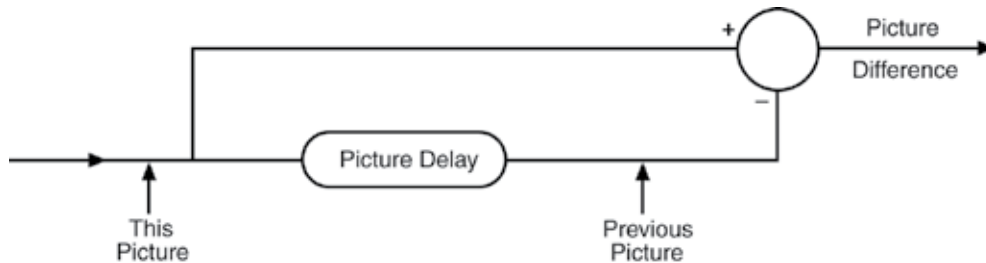 +
Picture
Difference
−
Picture Delay
This
Picture
Previous
Picture